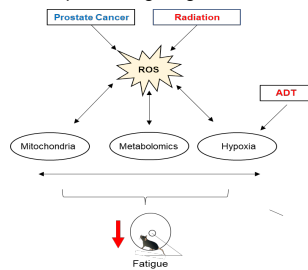 Prostate Cancer
Radiation
ROS
ADT
Mitochondria
Metabolomics
Hypoxia
Fatigue